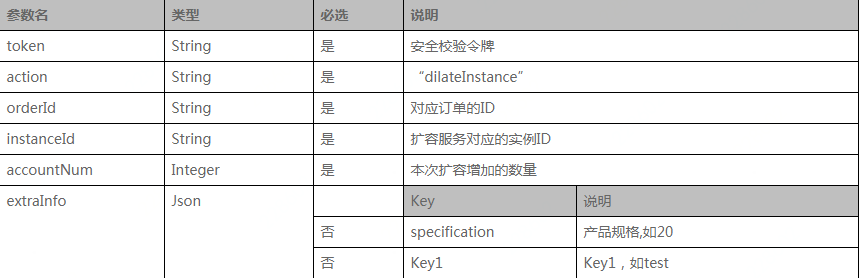 参数名 类型 必选 说明
token String 是 安全校验令牌
action String 是 “dilateInstance”
orderId String 是 对应订单的ID
instanceId String 是 扩容服务对应的实例ID
accountNum Integer 是 本次扩容增加的数量
extraInfo Json Key 说明
否 specification 产品规格,如20
否 Key1 Key1，如test